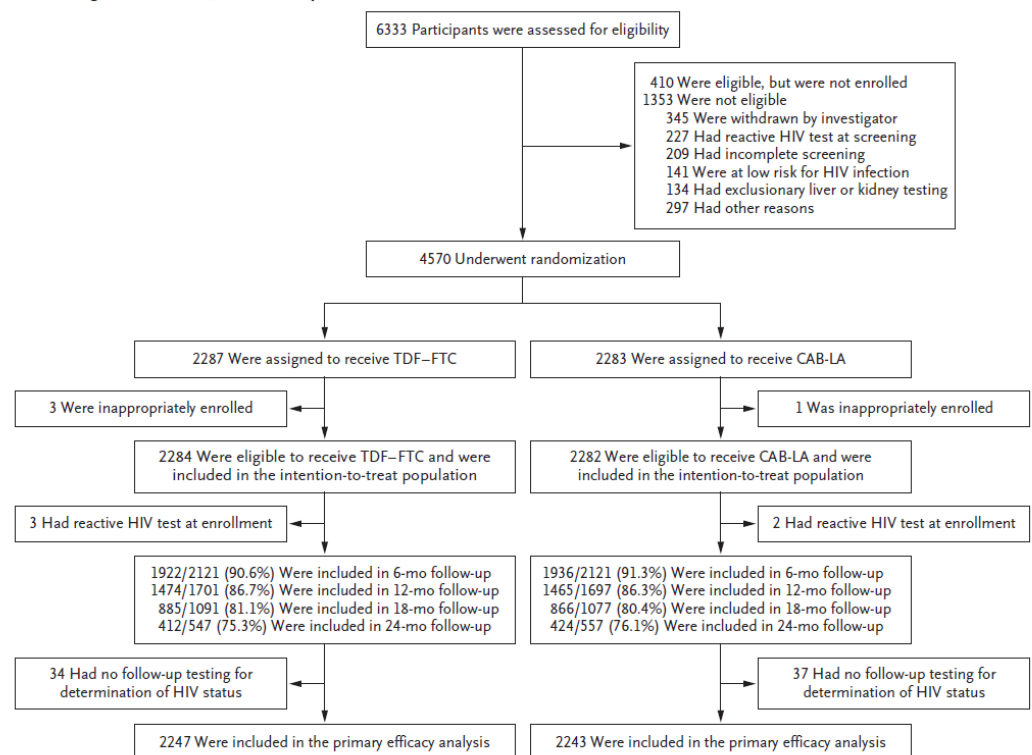 6333 Participants were assessed for eligibility
410 Were eligible, but were not enrolled
1353 Were not eligible
345 Were withdrawn by investigator
227 Had reactive HIV test at screening
209 Had incomplete screening
141 Were at low risk for HIV infection
134 Had exclusionary liver or kidney testing
297 Had other reasons
4570 Underwent randomization
2287 Were assigned to receive TDF–FTC
2283 Were assigned to receive CAB-LA
3 Were inappropriately enrolled
1 Was inappropriately enrolled
2284 Were eligible to receive TDF–FTC and were
included in the intention-to-treat population
2282 Were eligible to receive CAB-LA and were
included in the intention-to-treat population
3 Had reactive HIV test at enrollment
2 Had reactive HIV test at enrollment
1922/2121 (90.6%) Were included in 6-mo follow-up
1474/1701 (86.7%) Were included in 12-mo follow-up
885/1091 (81.1%) Were included in 18-mo follow-up
412/547 (75.3%) Were included in 24-mo follow-up
1936/2121 (91.3%) Were included in 6-mo follow-up
1465/1697 (86.3%) Were included in 12-mo follow-up
866/1077 (80.4%) Were included in 18-mo follow-up
424/557 (76.1%) Were included in 24-mo follow-up
34 Had no follow-up testing for
determination of HIV status
37 Had no follow-up testing for
determination of HIV status
2247 Were included in the primary efficacy analysis
2243 Were included in the primary efficacy analysis